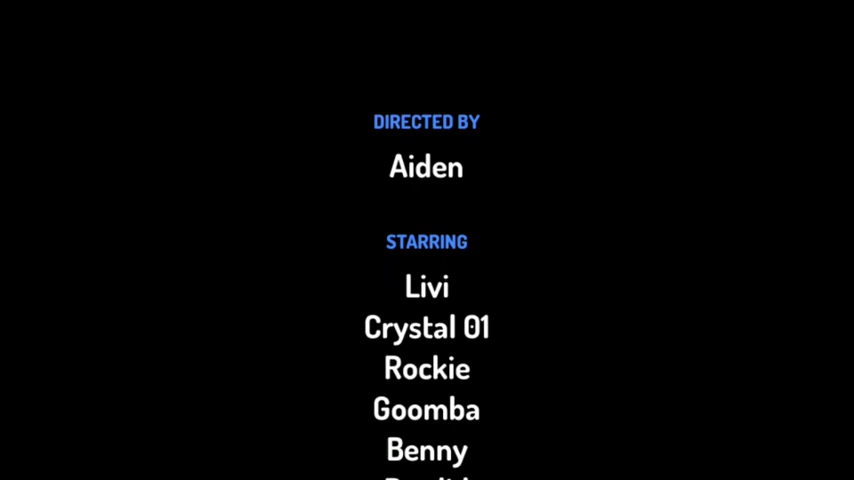 DIRECTED BY
Aiden
STARRING
Livi
Crystal 01
Rockie
Goomba
Benny